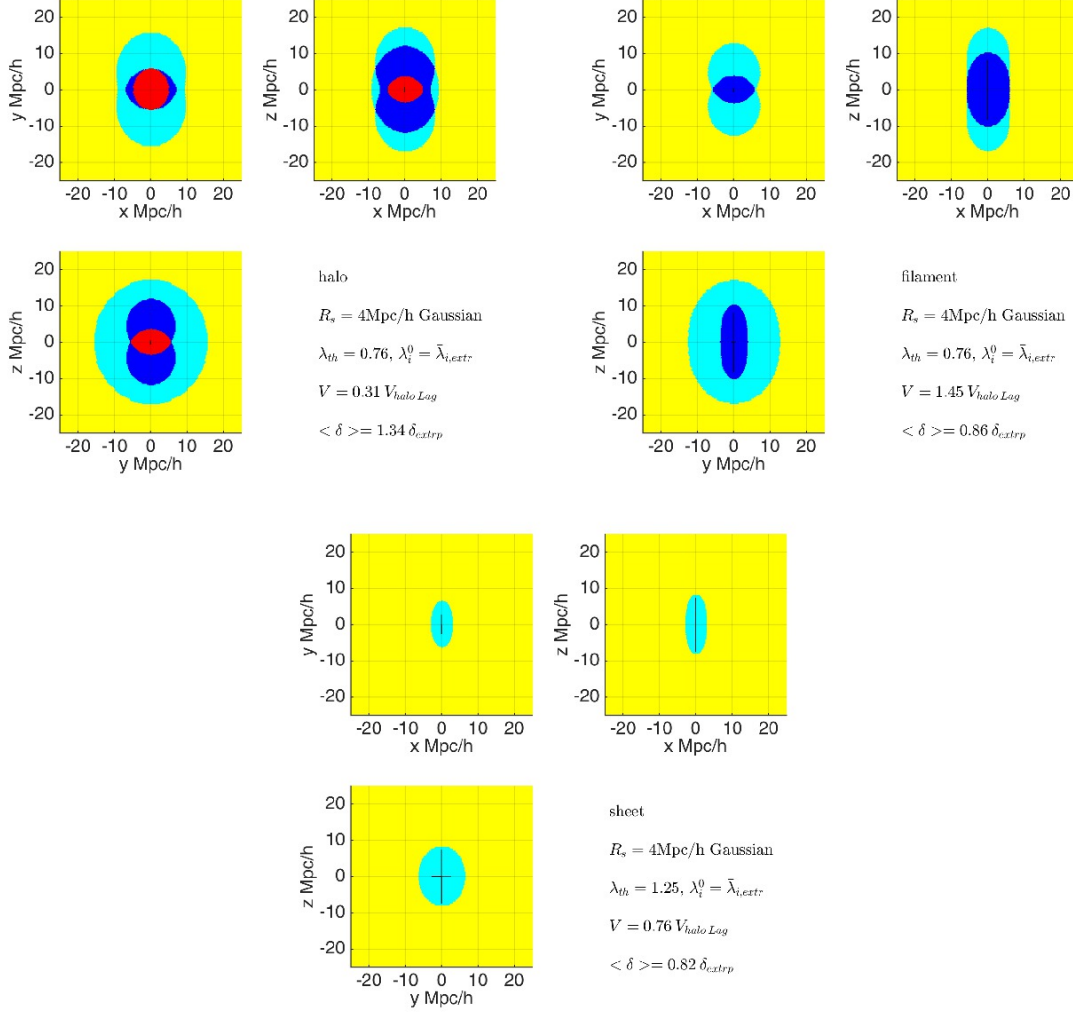 y Mpc/h
20
10
0
-10
-20
-20 -10 0 10 20
x Mpc/h
z Mpc/h
20
10
0
-10
-20
-20 -10 0 10 20
x Mpc/h
y Mpc/h
20
10
0
-10
-20
-20 -10 0 10 20
x Mpc/h
z Mpc/h
20
10
0
-10
-20
-20 -10 0 10 20
x Mpc/h
z Mpc/h
20
10
0
-10
-20
-20 -10 0 10 20
y Mpc/h
halo
R_s = 4Mpc/h Gaussian
λ_th = 0.76, λ_i^0 = λ̄_i,extr
V = 0.31 V_halo Lag
< δ >= 1.34 δ_extrp
z Mpc/h
20
10
0
-10
-20
-20 -10 0 10 20
y Mpc/h
filament
R_s = 4Mpc/h Gaussian
λ_th = 0.76, λ_i^0 = λ̄_i,extr
V = 1.45 V_halo Lag
< δ >= 0.86 δ_extrp
y Mpc/h
20
10
0
-10
-20
-20 -10 0 10 20
x Mpc/h
z Mpc/h
20
10
0
-10
-20
-20 -10 0 10 20
x Mpc/h
z Mpc/h
20
10
0
-10
-20
-20 -10 0 10 20
y Mpc/h
sheet
R_s = 4Mpc/h Gaussian
λ_th = 1.25, λ_i^0 = λ̄_i,extr
V = 0.76 V_halo Lag
< δ >= 0.82 δ_extrp